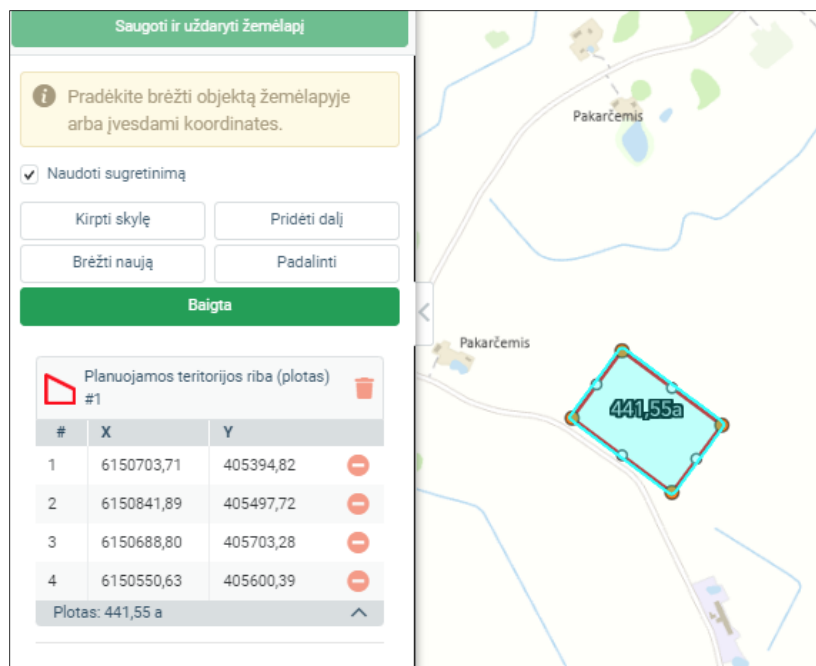 Saugoti ir uždaryti žemėlapį
Pradėkite brėžti objektą žemėlapyje
arba įvesdami koordinates.
Naudoti sugretinimą
Kirpti skylę Pridėti dalį
Brėžti naują Padalinti
Baigta
Planuojamos teritorijos riba (plotas)
#1
# X Y
1 6150703,71 405394,82
2 6150841,89 405497,72
3 6150688,80 405703,28
4 6150550,63 405600,39
Plotas: 441,55 a
Pakarčemis
Pakarčemis
441,55a